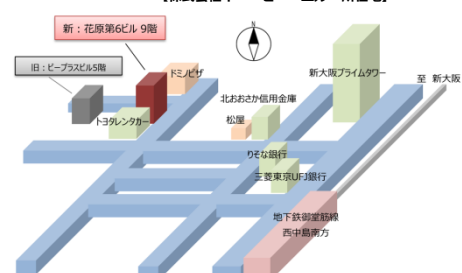 新：花原第6ビル 9階
N
ドミノピザ
旧：ビープラスビル5階
新大阪プライムタワー
至 新大阪
北おおさか信用金庫
トヨタレンタカー
松屋
りそな銀行
三菱東京UFJ銀行
地下鉄御堂筋線
西中島南方